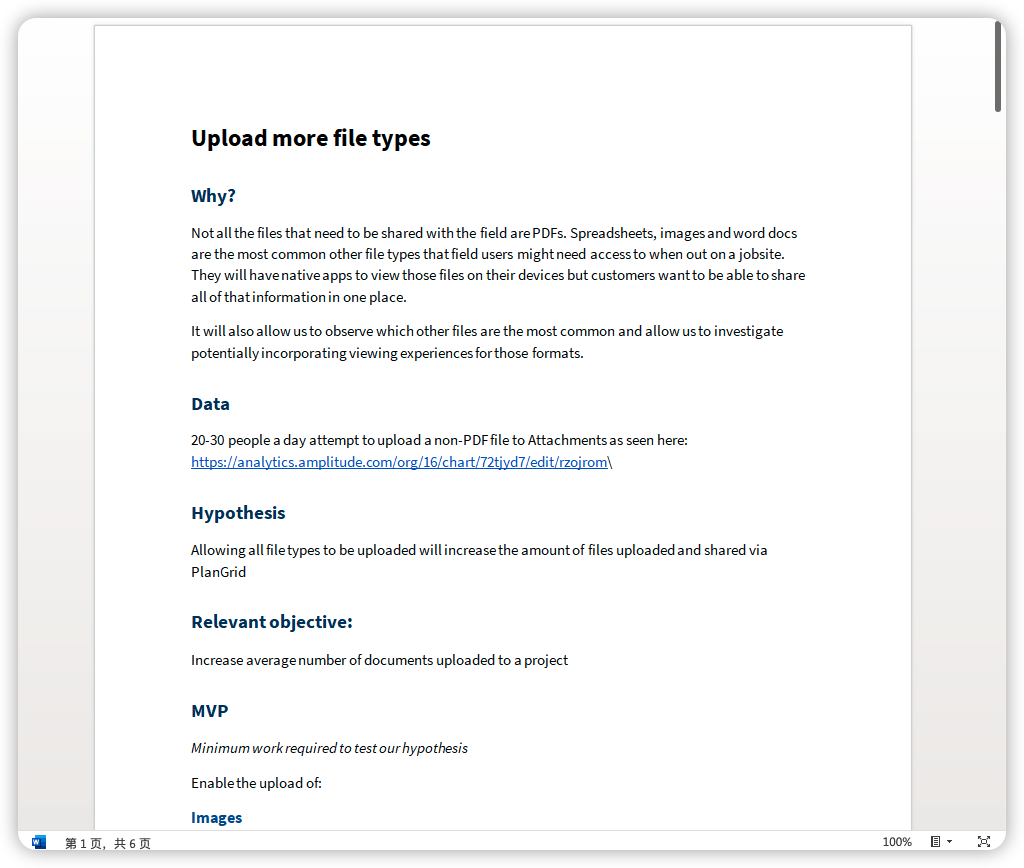 Upload more file types
Why?
Not all the files that need to be shared with the field are PDFs. Spreadsheets, images and word docs
are the most common other file types that field users might need access to when out on a jobsite.
They will have native apps to view those files on their devices but customers want to be able to share
all of that information in one place.
It will also allow us to observe which other files are the most common and allow us to investigate
potentially incorporating viewing experiences for those formats.
Data
20-30 people a day attempt to upload a non-PDF file to Attachments as seen here:
https://analytics.amplitude.com/org/16/chart/72tjyd7/edit/rzojrom\
Hypothesis
Allowing all file types to be uploaded will increase the amount of files uploaded and shared via
PlanGrid
Relevant objective:
Increase average number of documents uploaded to a project
MVP
Minimum work required to test our hypothesis
Enable the upload of:
Images
第 1 页，共 6 页
100%